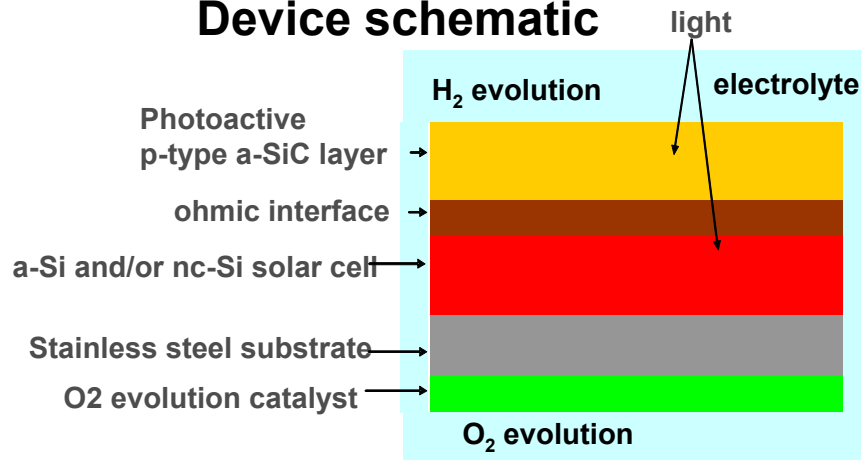 Device schematic
light
H₂ evolution
electrolyte
Photoactive
p-type a-SiC layer
ohmic interface
a-Si and/or nc-Si solar cell
Stainless steel substrate
O2 evolution catalyst
O₂ evolution